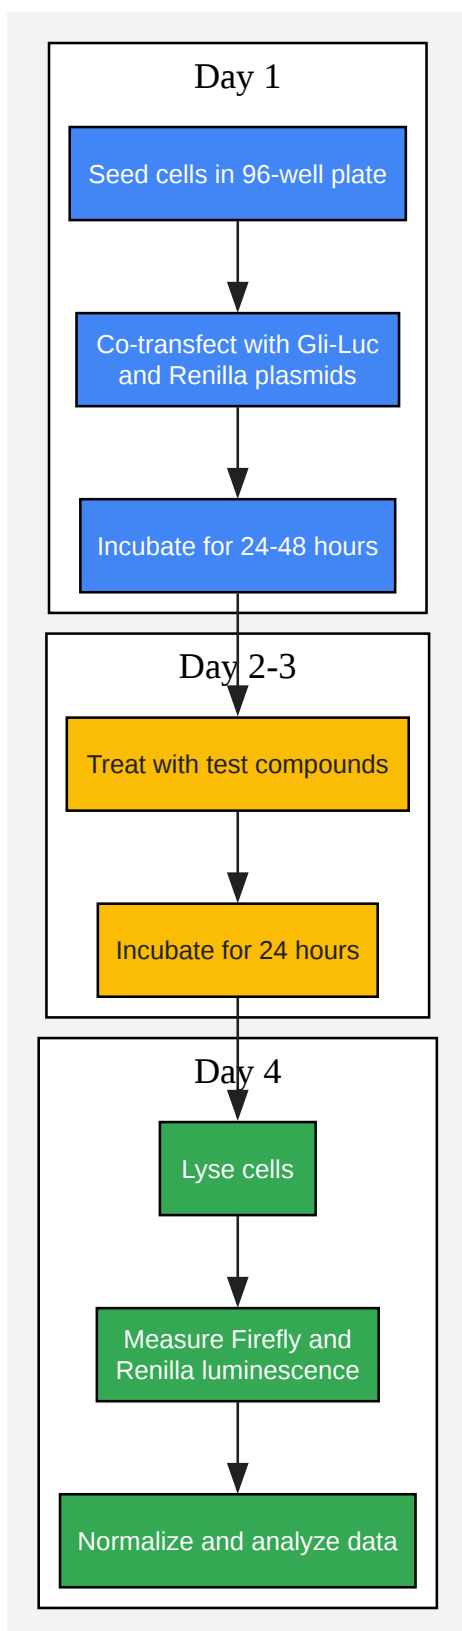 Day 1
Seed cells in 96-well plate
Co-transfect with Gli-Luc
and Renilla plasmids
Incubate for 24-48 hours
Day 2-3
Treat with test compounds
Incubate for 24 hours
Day 4
Lyse cells
Measure Firefly and
Renilla luminescence
Normalize and analyze data